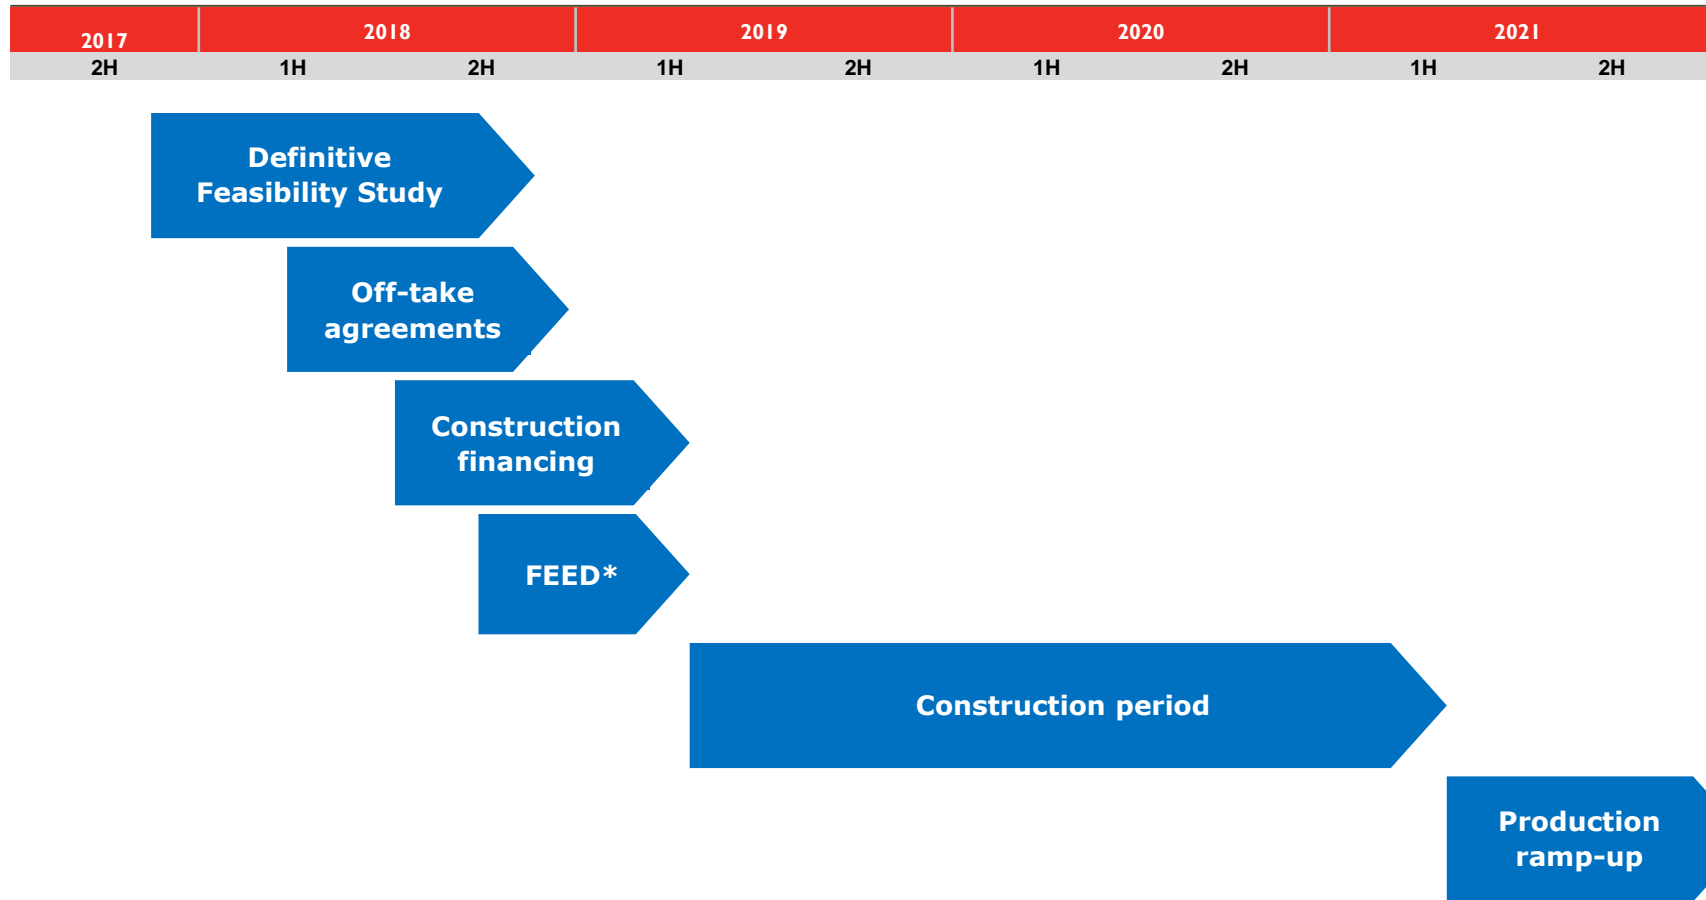 2017 2018 2019 2020 2021
2H 1H 2H 1H 2H 1H 2H 1H 2H
Definitive
Feasibility Study
Off-take
agreements
Construction
financing
FEED*
Construction period
Production
ramp-up